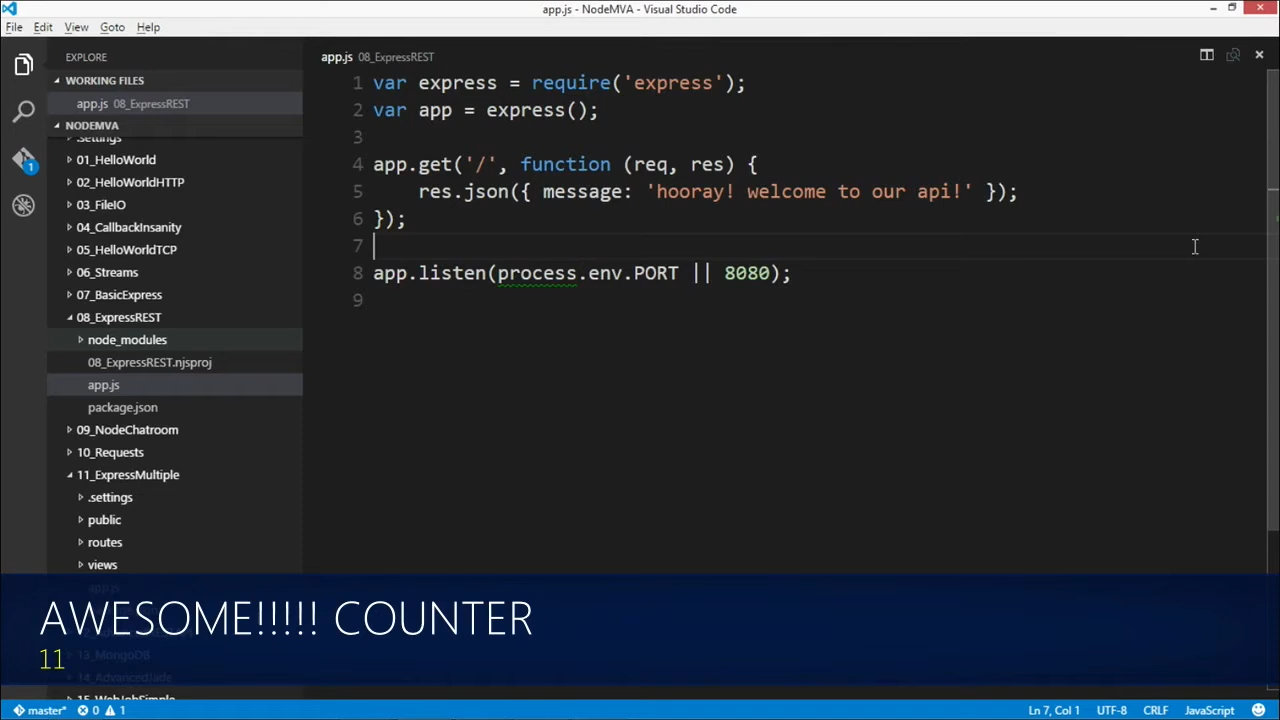 app.js - NodeMVA - Visual Studio Code
File Edit View Goto Help
EXPLORE
WORKING FILES
app.js 08_ExpressREST
NODEMVA
.settings
01_HelloWorld
02_HelloWorldHTTP
03_FileIO
04_CallbackInsanity
05_HelloWorldTCP
06_Streams
07_BasicExpress
08_ExpressREST
node_modules
08_ExpressREST.njsproj
app.js
package.json
09_NodeChatroom
10_Requests
11_ExpressMultiple
.settings
public
routes
views
app.js
13_MongoDB
14_AdvancedJade
15_WebJobSimple
app.js 08_ExpressREST
1 var express = require('express');
2 var app = express();
3
4 app.get('/', function (req, res) {
5 res.json({ message: 'hooray! welcome to our api!' });
6 });
7
8 app.listen(process.env.PORT || 8080);
9
AWESOME!!!!! COUNTER
11
1
master* 0 1
Ln 7, Col 1 UTF-8 CRLF JavaScript